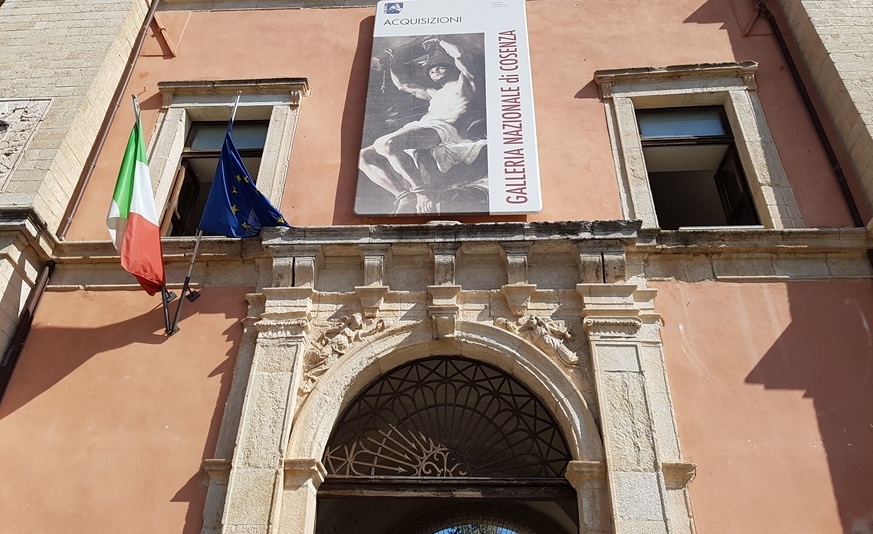 ACQUISIZIONI
GALLERIA NAZIONALE di COSENZA